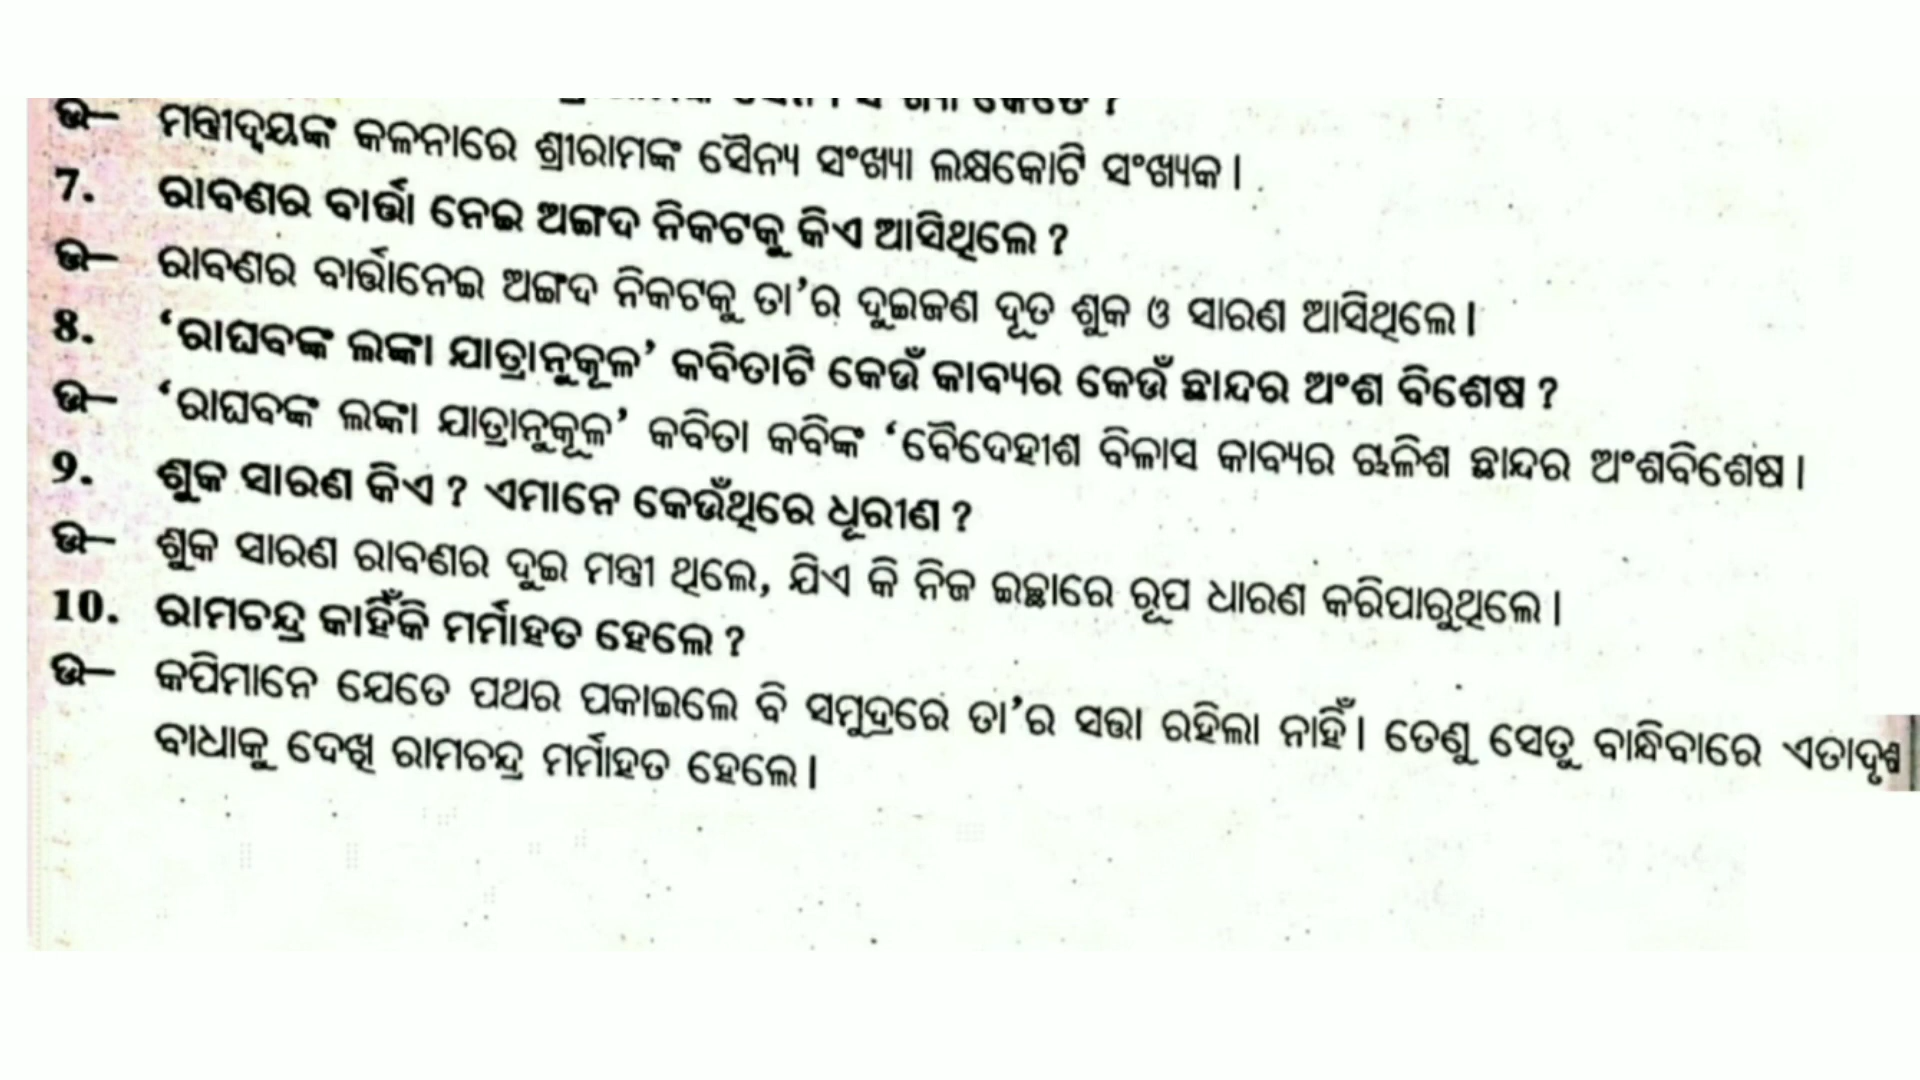 କେତେ ?
ଉ— ମନ୍ତ୍ରୀଦ୍ୱୟଙ୍କ କଳନାରେ ଶ୍ରୀରାମଙ୍କ ସୈନ୍ୟ ସଂଖ୍ୟା ଲକ୍ଷକୋଟି ସଂଖ୍ୟକ।
7. ରାବଣର ବାର୍ତ୍ତା ନେଇ ଅଙ୍ଗଦ ନିକଟକୁ କିଏ ଆସିଥିଲେ ?
ଉ— ରାବଣର ବାର୍ତ୍ତାନେଇ ଅଙ୍ଗଦ ନିକଟକୁ ତା’ର ଦୁଇଜଣ ଦୂତ ଶୁକ ଓ ସାରଣ ଆସିଥିଲେ।
8. ‘ରାଘବଙ୍କ ଲଙ୍କା ଯାତ୍ରାନୁକୂଳ’ କବିତାଟି କେଉଁ କାବ୍ୟର କେଉଁ ଛାନ୍ଦର ଅଂଶ ବିଶେଷ ?
ଉ— ‘ରାଘବଙ୍କ ଲଙ୍କା ଯାତ୍ରାନୁକୂଳ’ କବିତା କବିଙ୍କ ‘ବୈଦେହୀଶ ବିଳାସ କାବ୍ୟର ଚାଳିଶ ଛାନ୍ଦର ଅଂଶବିଶେଷ।
9. ଶୁକ ସାରଣ କିଏ ? ଏମାନେ କେଉଁଥିରେ ଧୂରୀଣ ?
ଉ— ଶୁକ ସାରଣ ରାବଣର ଦୁଇ ମନ୍ତ୍ରୀ ଥିଲେ, ଯିଏ କି ନିଜ ଇଚ୍ଛାରେ ରୂପ ଧାରଣ କରିପାରୁଥିଲେ।
10. ରାମଚନ୍ଦ୍ର କାହିଁକି ମର୍ମାହତ ହେଲେ ?
ଉ— କପିମାନେ ଯେତେ ପଥର ପକାଇଲେ ବି ସମୁଦ୍ରରେ ତା’ର ସତ୍ତା ରହିଲା ନାହିଁ। ତେଣୁ ସେତୁ ବାନ୍ଧିବାରେ ଏତାଦୃଶ
ବାଧାକୁ ଦେଖି ରାମଚନ୍ଦ୍ର ମର୍ମାହତ ହେଲେ।